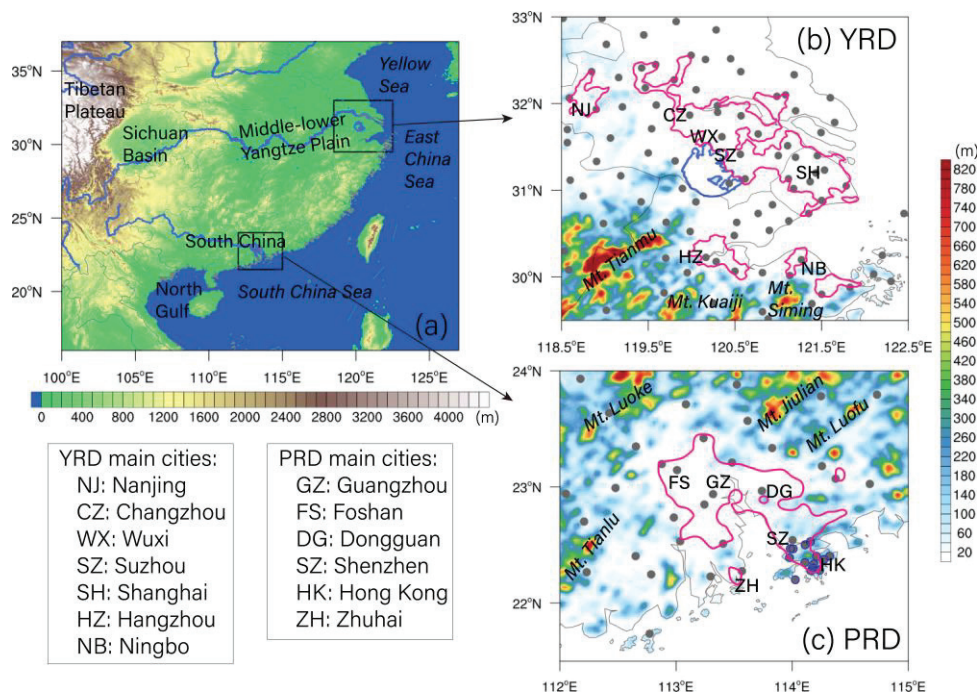 35°N
30°N
25°N
20°N
100°E
105°E
110°E
115°E
120°E
125°E
Yellow
Sea
Tibetan
Plateau
Sichuan
Basin
Middle-lower
Yangtze Plain
East
China
Sea
South China
North
Gulf
South China Sea
(a)
0
400
800
1200
1600
2000
2400
2800
3200
3600
4000
(m)
YRD main cities:
NJ: Nanjing
CZ: Changzhou
WX: Wuxi
SZ: Suzhou
SH: Shanghai
HZ: Hangzhou
NB: Ningbo
PRD main cities:
GZ: Guangzhou
FS: Foshan
DG: Dongguan
SZ: Shenzhen
HK: Hong Kong
ZH: Zhuhai
33°N
32°N
31°N
30°N
118.5°E
119.5°E
120.5°E
121.5°E
122.5°E
(b) YRD
NJ
CZ
WX
SZ
SH
HZ
NB
Mt. Tianmu
Mt. Kuaiji
Mt.
Siming
24°N
23°N
22°N
112°E
113°E
114°E
115°E
Mt. Luoke
Mt. Jiulian
Mt. Luofu
FS
GZ
DG
SZ
HK
ZH
Mt. Tianlu
(c) PRD
(m)
820
780
740
700
660
620
580
540
500
460
420
380
340
300
260
220
180
140
100
60
20